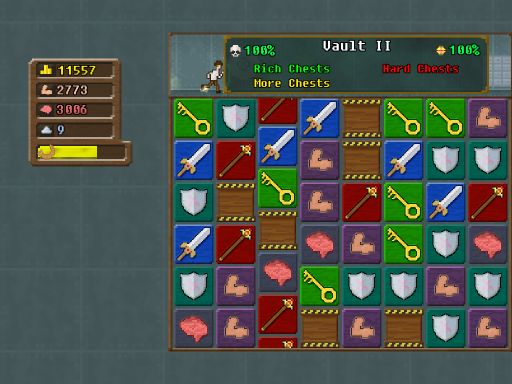 11557
2773
3006
9
100%
Vault II
100%
Rich Chests
Hard Chests
More Chests